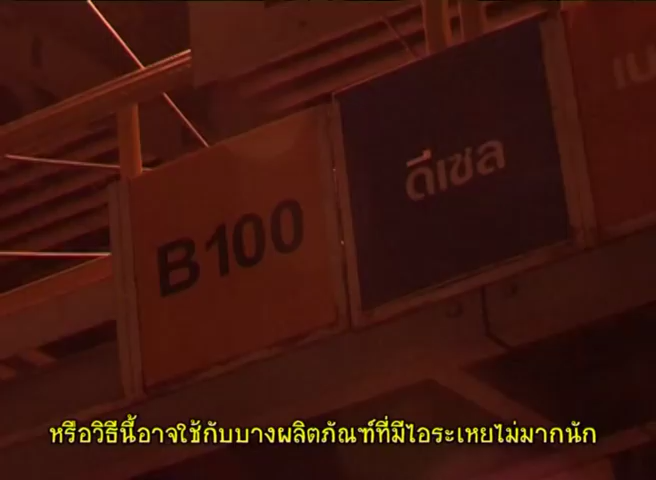 B100
ดีเซล
หรือวิธีนี้อาจใช้กับบางผลิตภัณฑ์ที่มีไอระเหยไม่มากนัก